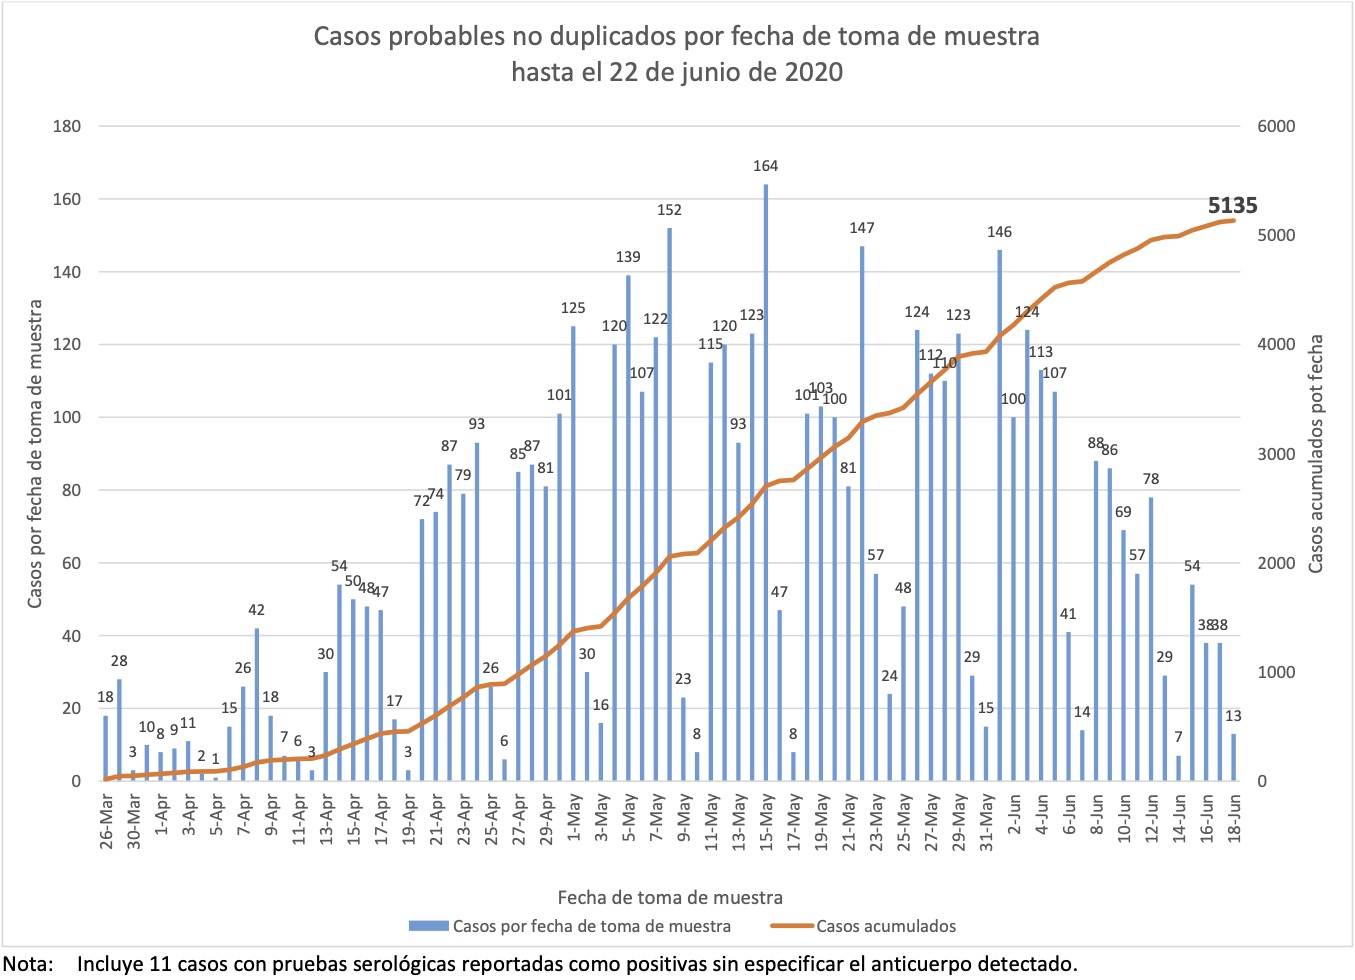 Casos probables no duplicados por fecha de toma de muestra
hasta el 22 de junio de 2020
Casos por fecha de toma de muestra
180
160
140
120
100
80
60
40
20
0
18
28
3
10
8
9
11
2
1
15
26
42
18
7
6
3
30
54
50
48
47
17
3
72
74
87
79
93
26
6
85
87
81
101
125
30
16
120
139
107
122
152
23
8
115
120
93
123
164
47
8
101
103
100
81
147
57
24
48
124
112
110
123
29
15
146
100
124
113
107
41
14
88
86
69
57
78
29
7
54
38
38
13
5135
6000
5000
4000
3000
2000
1000
0
Casos acumulados pot fecha
26-Mar
30-Mar
1-Apr
3-Apr
5-Apr
7-Apr
9-Apr
11-Apr
13-Apr
15-Apr
17-Apr
19-Apr
21-Apr
23-Apr
25-Apr
27-Apr
29-Apr
1-May
3-May
5-May
7-May
9-May
11-May
13-May
15-May
17-May
19-May
21-May
23-May
25-May
27-May
29-May
31-May
2-Jun
4-Jun
6-Jun
8-Jun
10-Jun
12-Jun
14-Jun
16-Jun
18-Jun
Fecha de toma de muestra
Casos por fecha de toma de muestra
Casos acumulados
Nota: Incluye 11 casos con pruebas serológicas reportadas como positivas sin especificar el anticuerpo detectado.